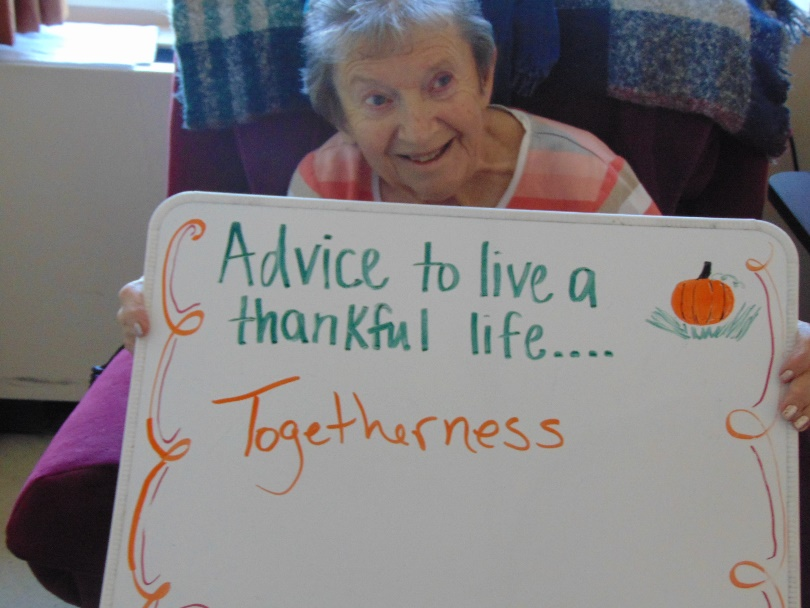 Advice to live a
thankful life....
Togetherness